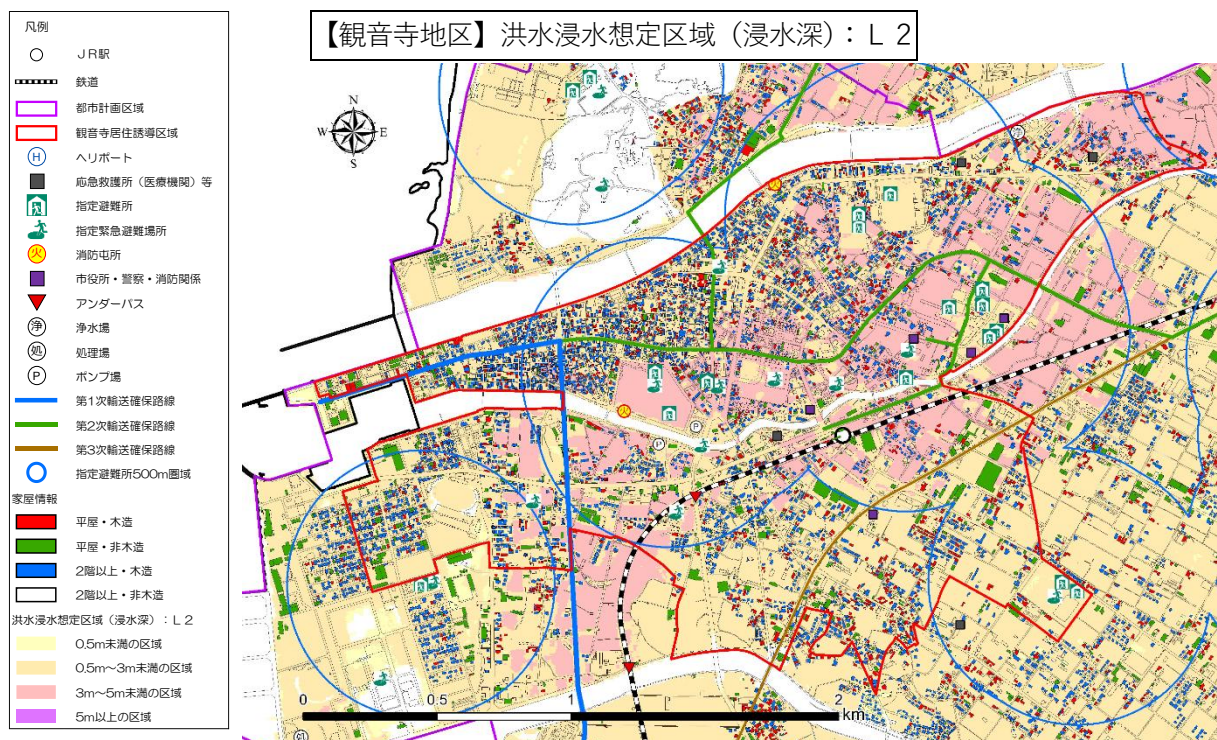 【観音寺地区】洪水浸水想定区域（浸水深）：L2
凡例
JR駅
鉄道
都市計画区域
観音寺居住誘導区域
H ヘリポート
応急救護所（医療機関）等
指定避難所
指定緊急避難場所
火 消防屯所
市役所・警察・消防関係
アンダーパス
浄 浄水場
処 処理場
P ポンプ場
第1次輸送確保路線
第2次輸送確保路線
第3次輸送確保路線
指定避難所500m圏域
家屋情報
平屋・木造
平屋・非木造
2階以上・木造
2階以上・非木造
洪水浸水想定区域（浸水深）：L2
0.5m未満の区域
0.5m～3m未満の区域
3m～5m未満の区域
5m以上の区域
N
W E
S
浄
火
火
P
P
処
0 0.5 1 2
km